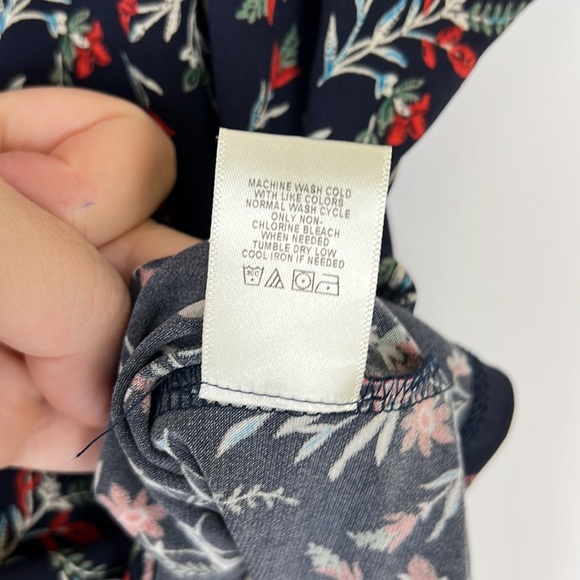 MACHINE WASH COLD
WITH LIKE COLORS
NORMAL WASH CYCLE
ONLY NON-
CHLORINE BLEACH
WHEN NEEDED
TUMBLE DRY LOW
COOL IRON IF NEEDED